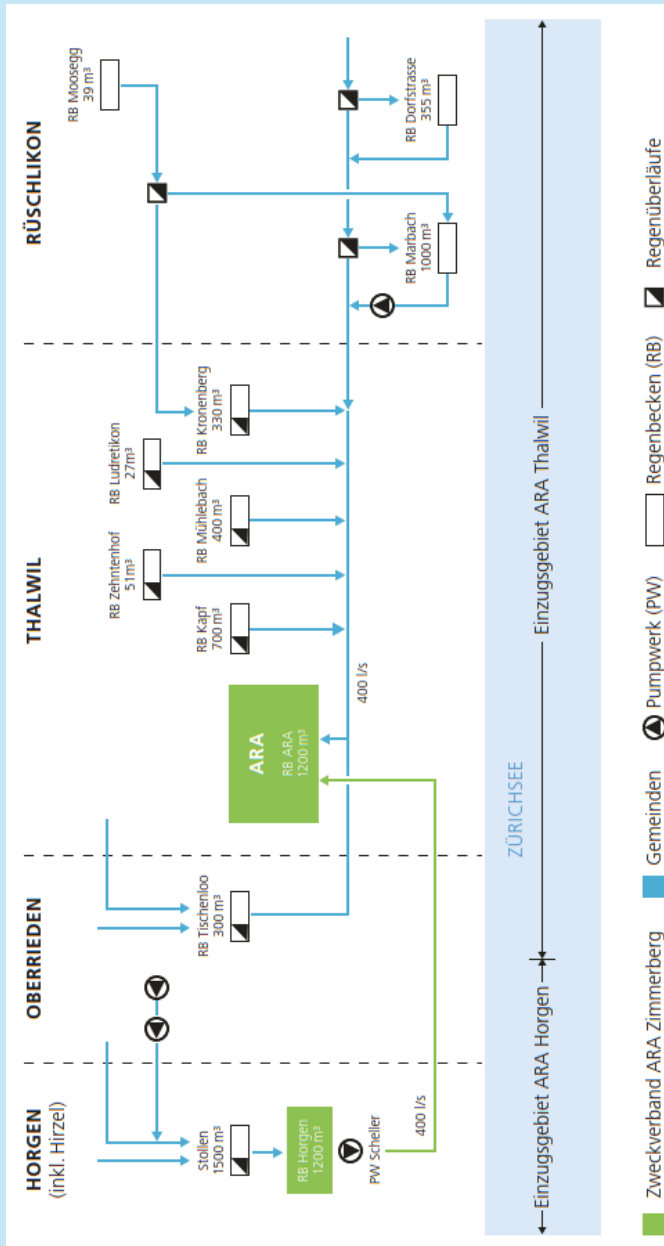 HORGEN
(inkl. Hirzel)
OBERRIEDEN
THALWIL
RÜSCHLIKON
RB Moosegg
39 m³
RB Zehntenhof
51m³
RB Ludretikon
27m³
Stollen
1500 m³
RB Tischenloo
300 m³
RB Kapf
700 m³
RB Mühlebach
400 m³
RB Kronenberg
330 m³
RB Marbach
1000 m³
RB Dorfstrasse
355 m³
RB Horgen
1200 m³
ARA
RB ARA
1200 m³
PW Scheller
400 l/s
400 l/s
ZÜRICHSEE
Einzugsgebiet ARA Horgen
Einzugsgebiet ARA Thalwil
Zweckverband ARA Zimmerberg
Gemeinden
Pumpwerk (PW)
Regenbecken (RB)
Regenüberläufe